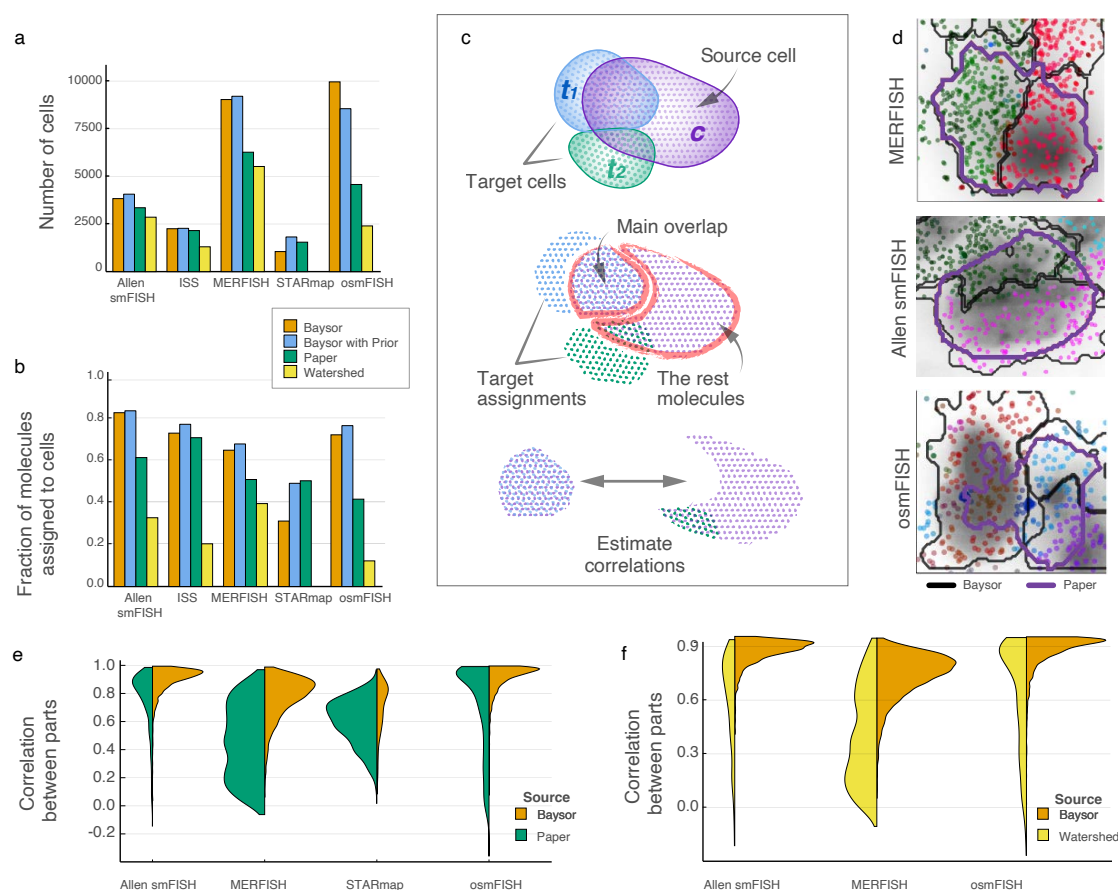 a
Number of cells
10000
7500
5000
2500
0
Allen
smFISH
ISS
MERFISH
STARmap
osmFISH
Baysor
Baysor with Prior
Paper
Watershed
b
Fraction of molecules
assigned to cells
1.0
0.8
0.6
0.4
0.2
0.0
Allen
smFISH
ISS
MERFISH
STARmap
osmFISH
c
Source cell
t1
c
t2
Target cells
Main overlap
Target
assignments
The rest
molecules
Estimate
correlations
d
MERFISH
Allen smFISH
osmFISH
Baysor
Paper
e
Correlation
between parts
1.0
0.8
0.6
0.4
0.2
0.0
-0.2
Source
Baysor
Paper
Allen smFISH
MERFISH
STARmap
osmFISH
f
Correlation
between parts
0.9
0.6
0.3
0.0
Source
Baysor
Watershed
Allen smFISH
MERFISH
osmFISH